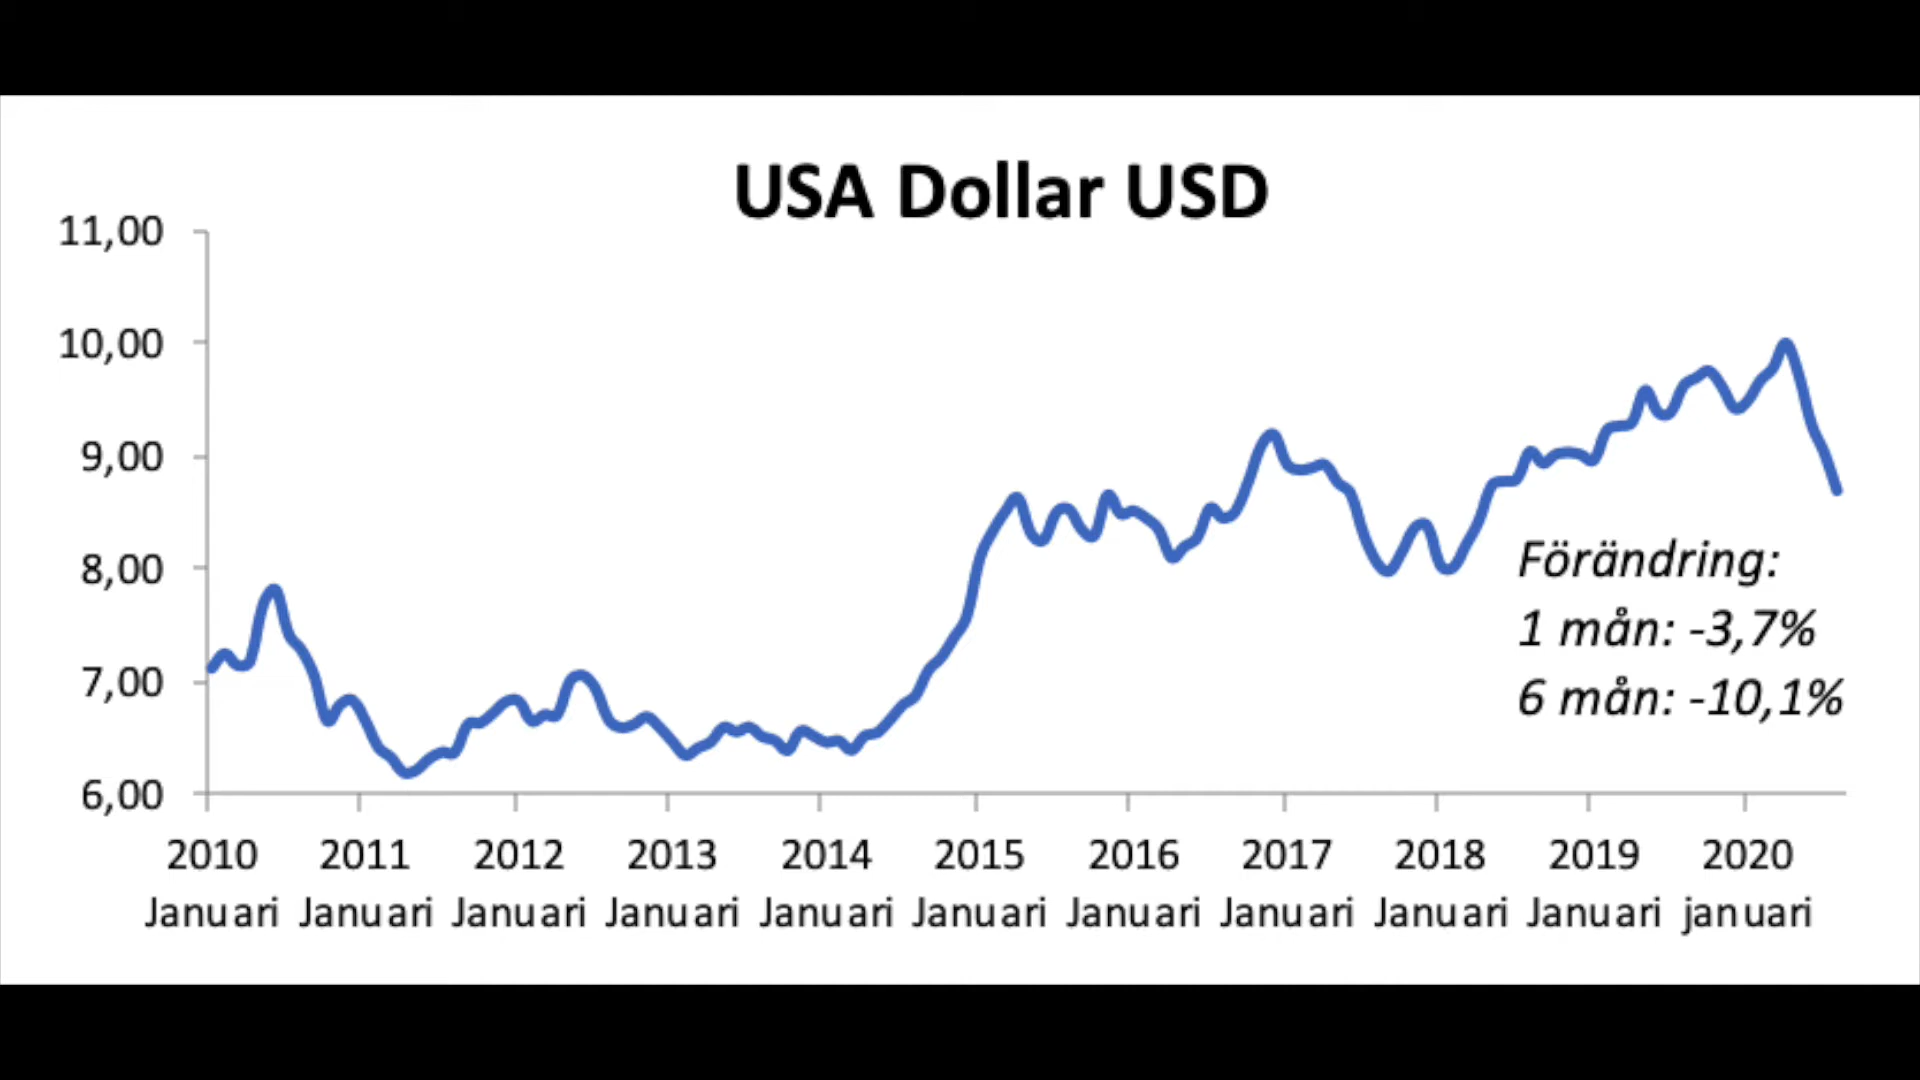 USA Dollar USD
11,00
10,00
9,00
8,00
7,00
6,00
Förändring:
1 mån: -3,7%
6 mån: -10,1%
2010 2011 2012 2013 2014 2015 2016 2017 2018 2019 2020
Januari Januari Januari Januari Januari Januari Januari Januari Januari Januari januari